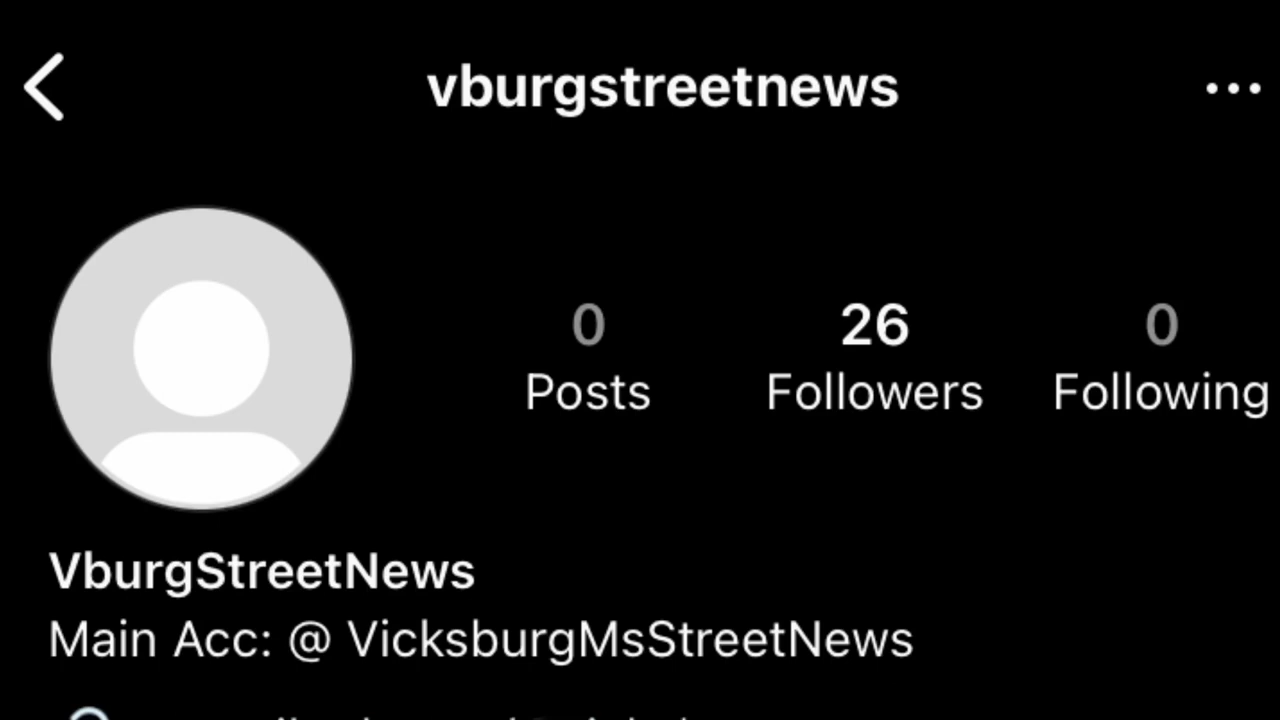 vburgstreetnews
0 26 0
Posts Followers Following
VburgStreetNews
Main Acc: @ VicksburgMsStreetNews